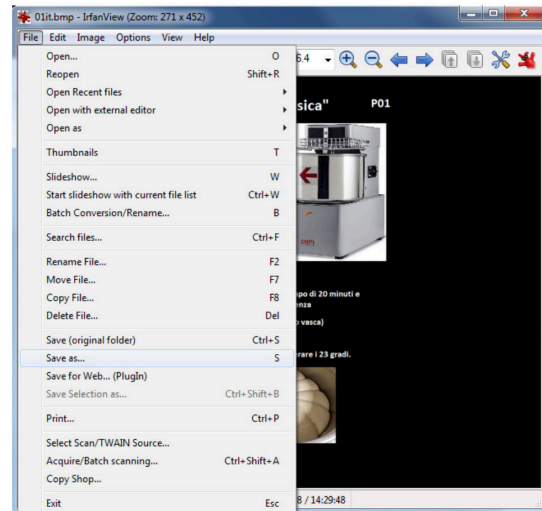 01it.bmp - IrfanView (Zoom: 271 x 452)
File Edit Image Options View Help
Open... O
Reopen Shift+R
Open Recent files
Open with external editor
Open as
Thumbnails T
Slideshow... W
Start slideshow with current file list Ctrl+W
Batch Conversion/Rename... B
Search files... Ctrl+F
Rename File... F2
Move File... F7
Copy File... F8
Delete File... Del
Save (original folder) Ctrl+S
Save as... S
Save for Web... (PlugIn)
Save Selection as... Ctrl+Shift+B
Print... Ctrl+P
Select Scan/TWAIN Source...
Acquire/Batch scanning... Ctrl+Shift+A
Copy Shop...
Exit Esc
6.4
sica" P01
po di 20 minuti e
enza
o vasca)
erare i 23 gradi.
8 / 14:29:48